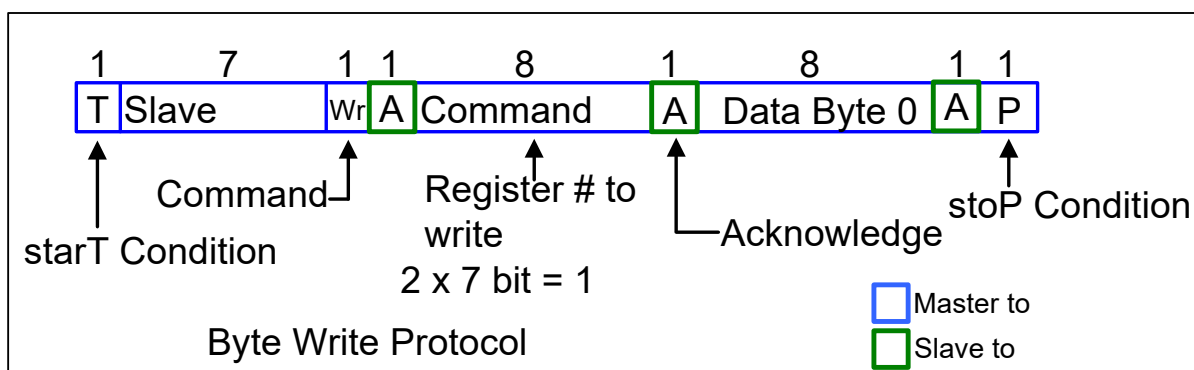 1 7 1 1 8 1 8 1 1
T Slave Wr A Command A Data Byte 0 A P
Command
Register # to
write
2 x 7 bit = 1
Acknowledge
stoP Condition
starT Condition
Byte Write Protocol
Master to
Slave to